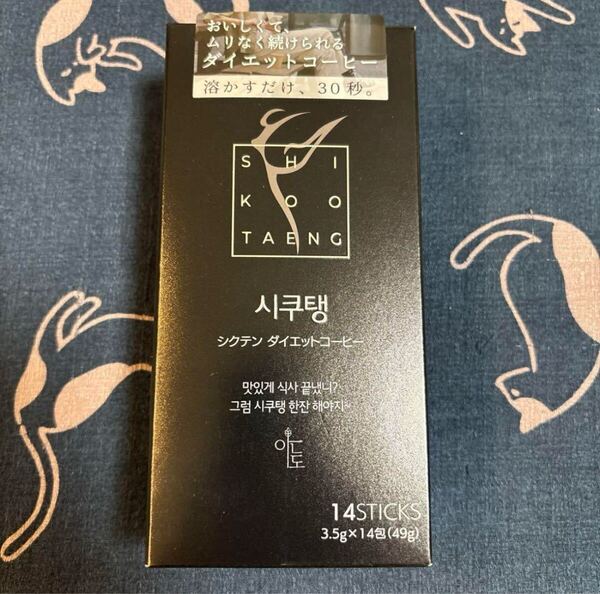 おいしくて、
ムリなく続けられる
ダイエットコーヒー
溶かすだけ、30秒。
SHI
KOO
TAENG
시쿠탱
シクテン ダイエットコーヒー
맛있게 식사 끝냈니?
그럼 시쿠탱 한잔 해야지~
14STICKS
3.5g×14包(49g)